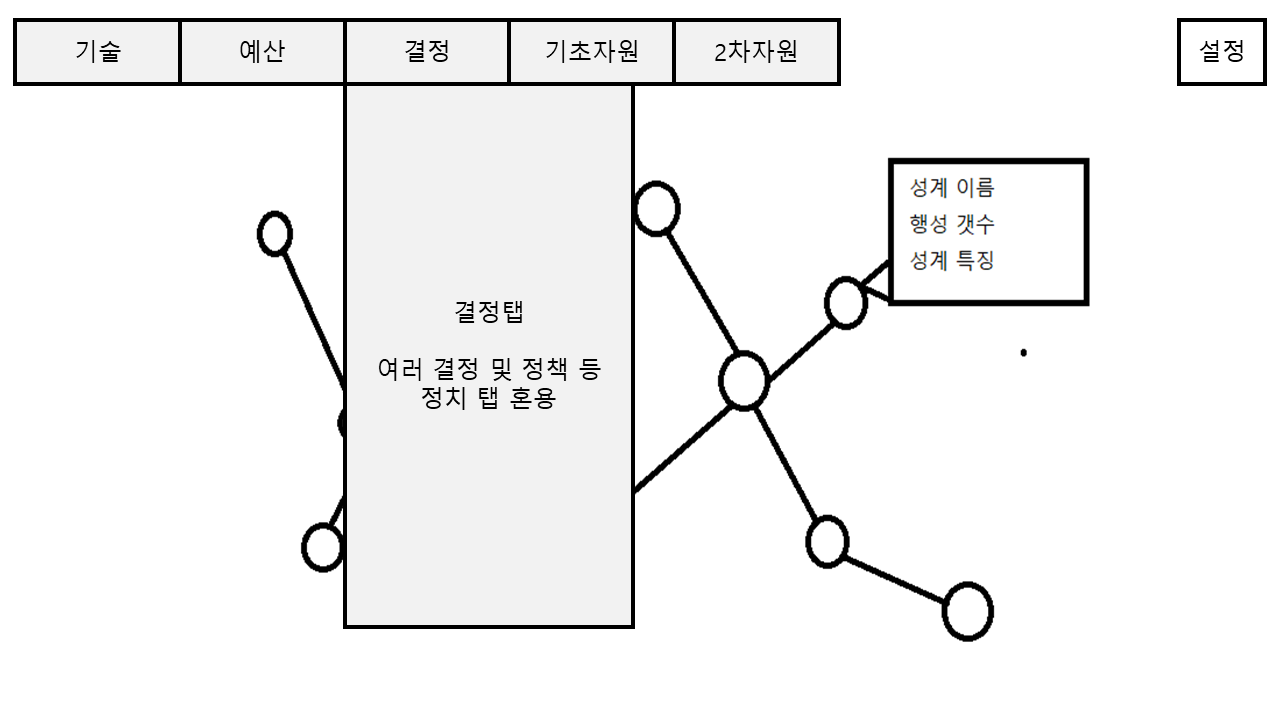 기술
예산
결정
기초자원
2차자원
설정
성계 이름
행성 갯수
성계 특징
결정탭
여러 결정 및 정책 등
정치 탭 혼용